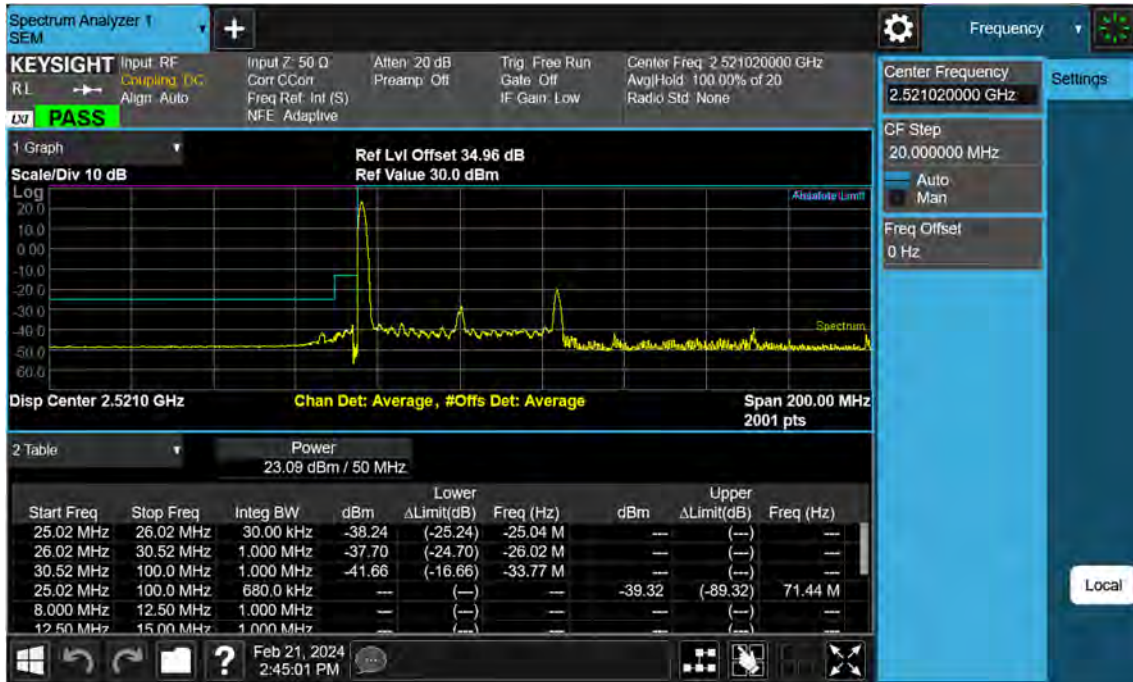 Spectrum Analyzer 1
SEM
Frequency
KEYSIGHT
Input: RF
Coupling: DC
Align: Auto
Input Z: 50 Ω
Corr CCorr
Freq Ref: Int (S)
NFE: Adaptive
Atten: 20 dB
Preamp: Off
Trig: Free Run
Gate: Off
IF Gain: Low
Center Freq: 2.521020000 GHz
Avg|Hold: 100.00% of 20
Radio Std: None
RL
LXI
PASS
Center Frequency
2.521020000 GHz
Settings
CF Step
20.000000 MHz
Auto
Man
Freq Offset
0 Hz
1 Graph
Scale/Div 10 dB
Ref Lvl Offset 34.96 dB
Ref Value 30.0 dBm
Log
Absolute Limit
20.0
10.0
0.00
-10.0
-20.0
-30.0
-40.0
-50.0
-60.0
Spectrum
Disp Center 2.5210 GHz
Chan Det: Average, #Offs Det: Average
Span 200.00 MHz
2001 pts
2 Table
Power
23.09 dBm / 50 MHz
Lower Upper
Start Freq Stop Freq Integ BW dBm ΔLimit(dB) Freq (Hz) dBm ΔLimit(dB) Freq (Hz)
25.02 MHz 26.02 MHz 30.00 kHz -38.24 (-25.24) -25.04 M --- (---) ---
26.02 MHz 30.52 MHz 1.000 MHz -37.70 (-24.70) -26.02 M --- (---) ---
30.52 MHz 100.0 MHz 1.000 MHz -41.66 (-16.66) -33.77 M --- (---) ---
25.02 MHz 100.0 MHz 680.0 kHz --- (---) --- -39.32 (-89.32) 71.44 M
8.000 MHz 12.50 MHz 1.000 MHz --- (---) --- --- (---) ---
12.50 MHz 15.00 MHz 1.000 MHz --- (---) --- --- (---) ---
Local
?
Feb 21, 2024
2:45:01 PM